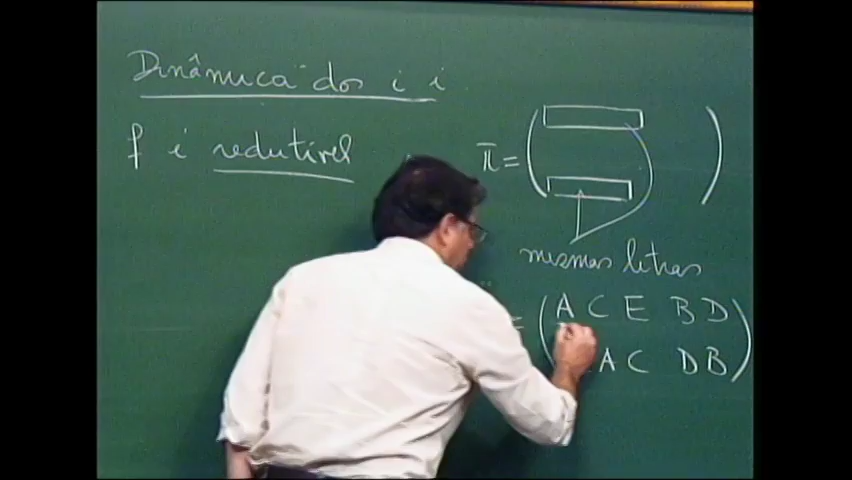 Dinâmica dos i i
f é redutível
π = ( )
mesmas letras
= ( A C E B D
A C D B )